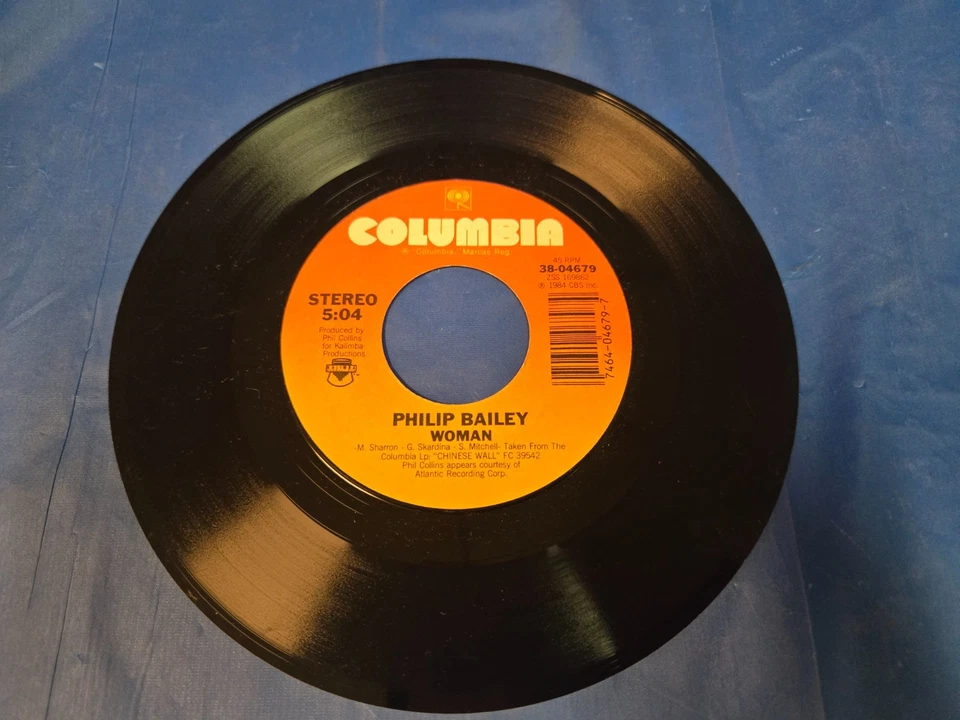 COLUMBIA
® "Columbia," Marcas Reg.
45 RPM
38-04679
ZSS 169862
℗ 1984 CBS Inc.
STEREO
5:04
Produced by
Phil Collins
for Kalimba
Productions
7464-04679-7
PHILIP BAILEY
WOMAN
-M. Sharron - G. Skardina - S. Mitchell- Taken From The
Columbia Lp: "CHINESE WALL" FC 39542
Phil Collins appears courtesy of
Atlantic Recording Corp.